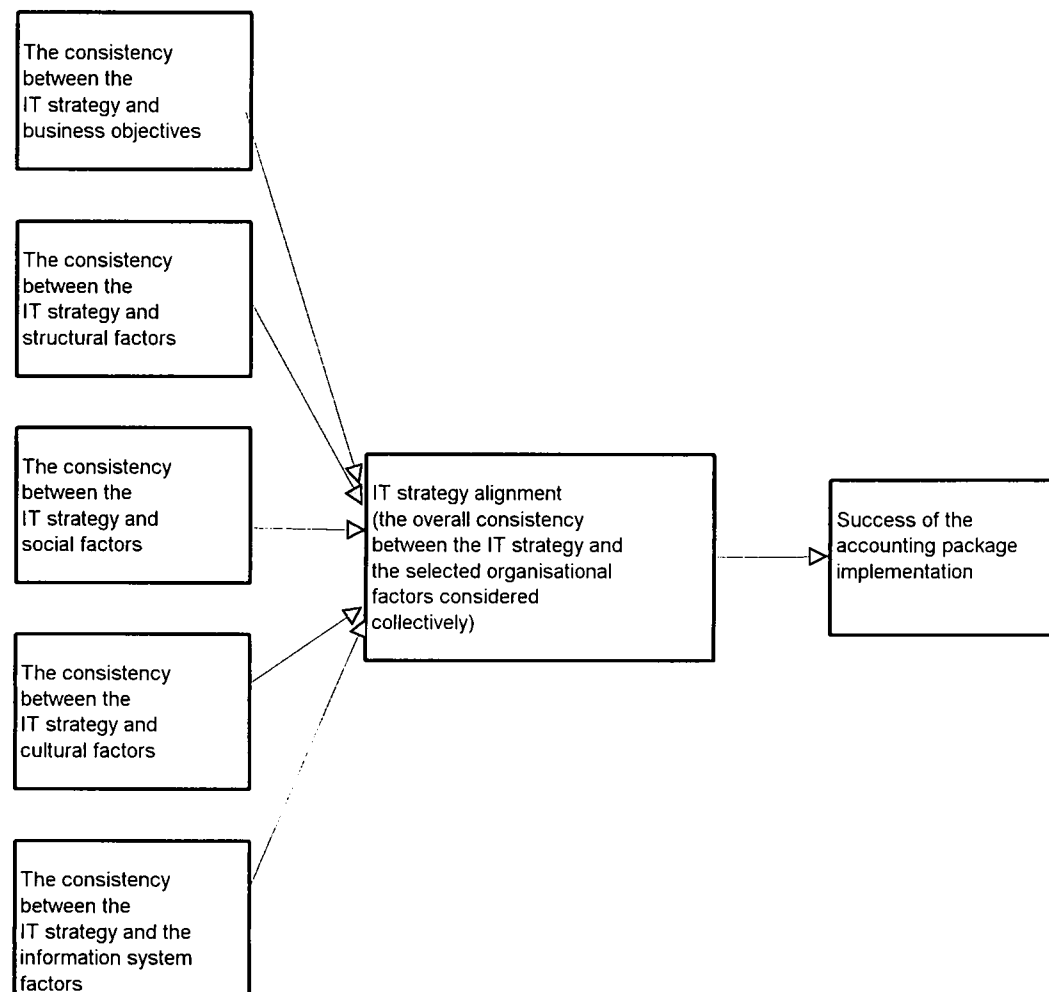 The consistency
between the
IT strategy and
business objectives
The consistency
between the
IT strategy and
structural factors
The consistency
between the
IT strategy and
social factors
The consistency
between the
IT strategy and
cultural factors
The consistency
between the
IT strategy and the
information system
factors
IT strategy alignment
(the overall consistency
between the IT strategy and
the selected organisational
factors considered
collectively)
Success of the
accounting package
implementation